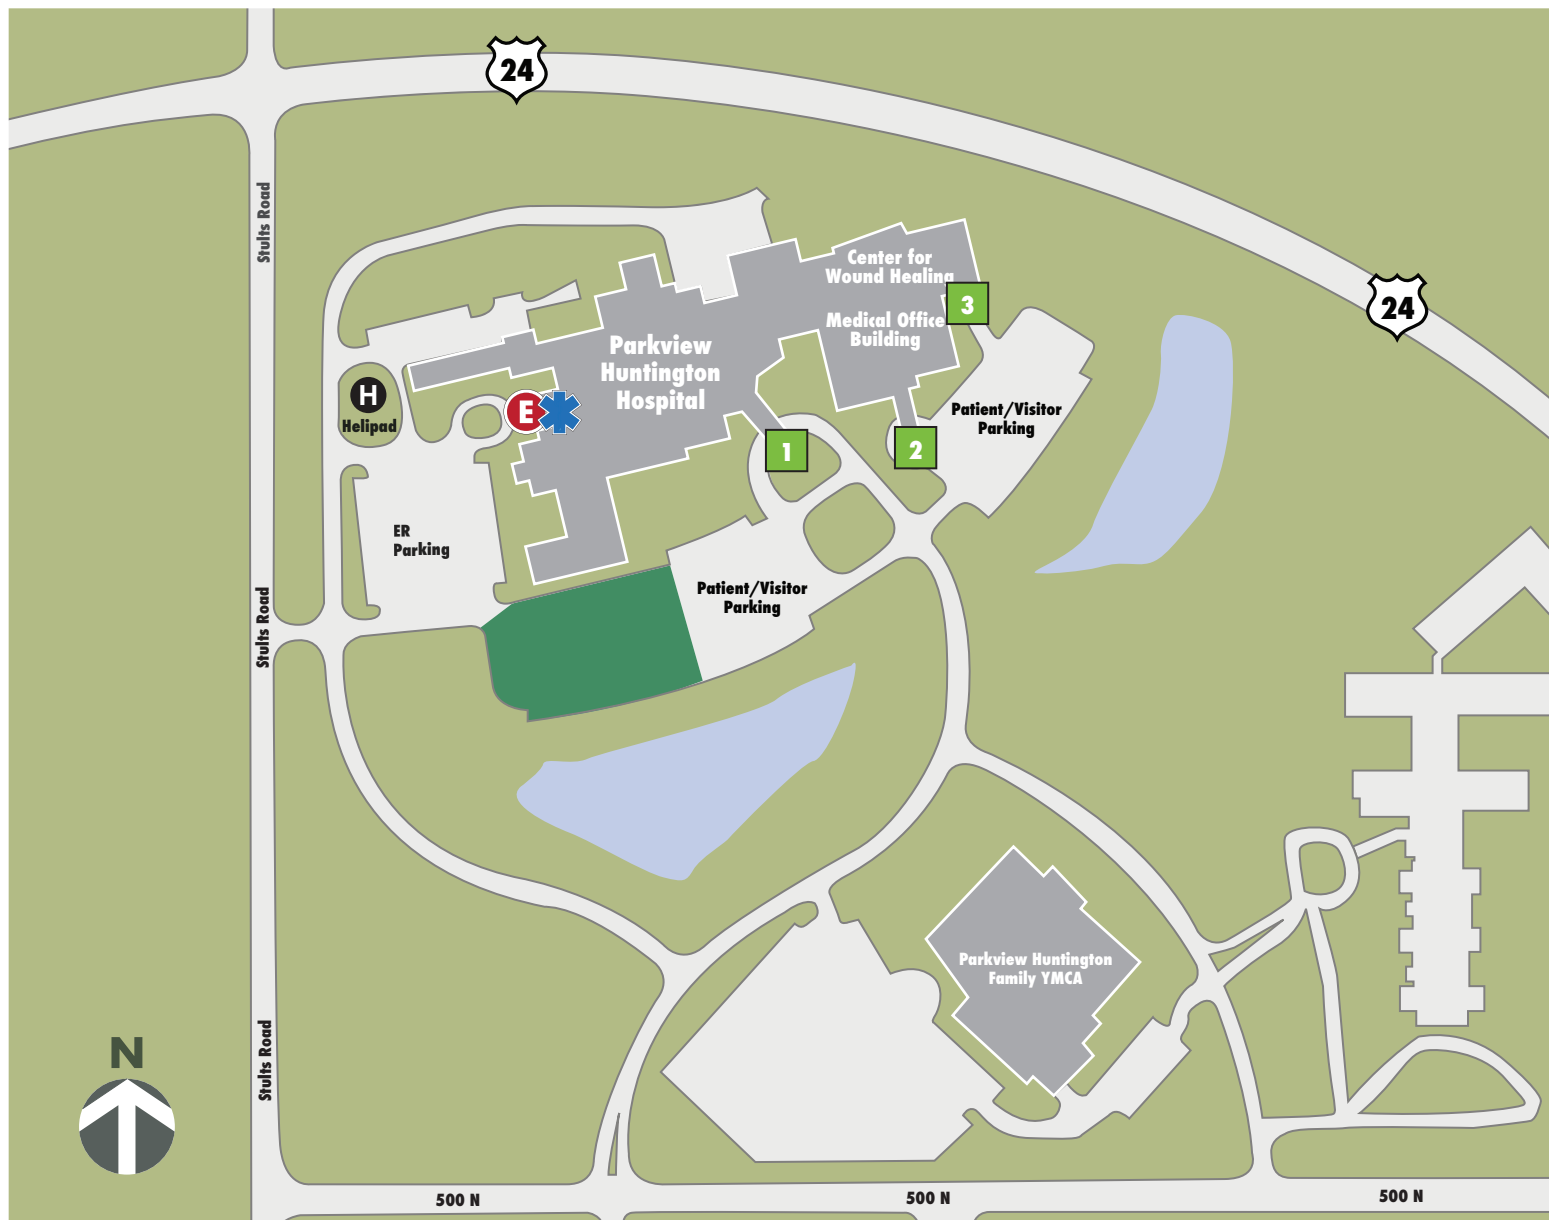 24
Stults Road
Center for
Wound Healing
3
24
Medical Office
Building
Parkview
Huntington
Hospital
H
Helipad
E
Patient/Visitor
Parking
1
2
ER
Parking
Patient/Visitor
Parking
Stults Road
Parkview Huntington
Family YMCA
N
Stults Road
500 N
500 N
500 N